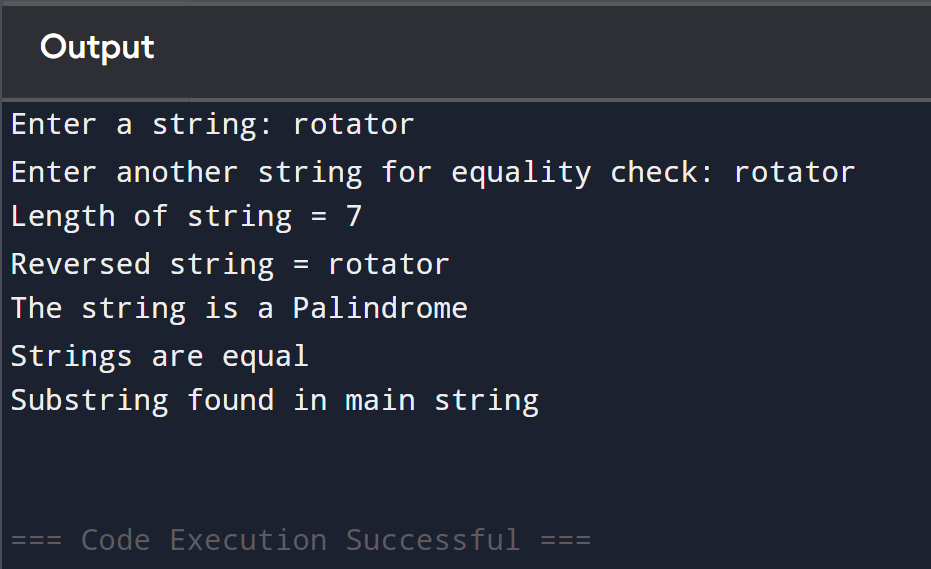 Output
Enter a string: rotator
Enter another string for equality check: rotator
Length of string = 7
Reversed string = rotator
The string is a Palindrome
Strings are equal
Substring found in main string
=== Code Execution Successful ===